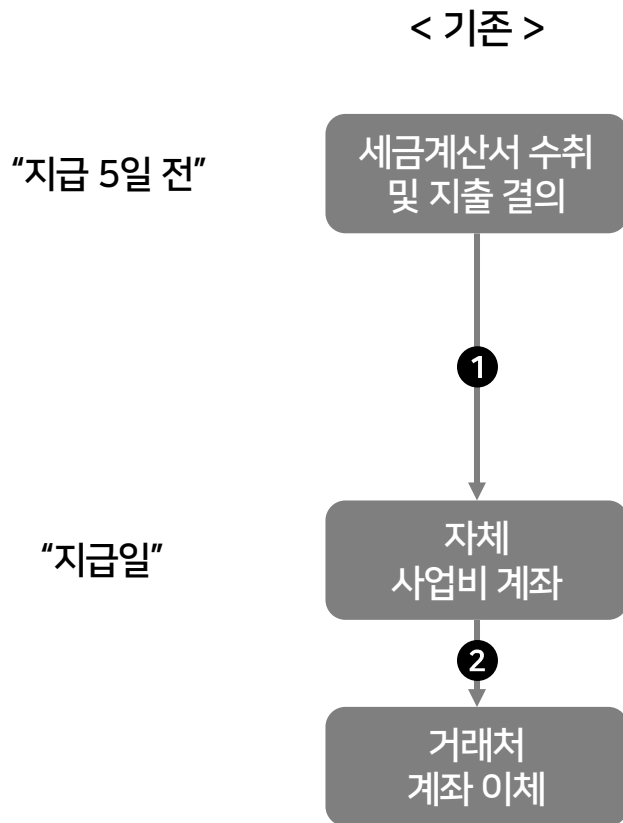 < 기존 >
“지급 5일 전”
세금계산서 수취
및 지출 결의
1
“지급일”
자체
사업비 계좌
2
거래처
계좌 이체